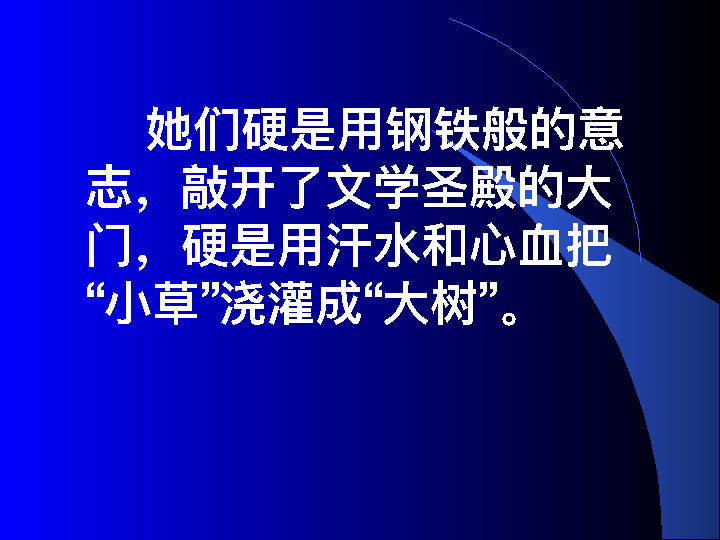 她们硬是用钢铁般的意
志，敲开了文学圣殿的大
门，硬是用汗水和心血把
“小草”浇灌成“大树”。